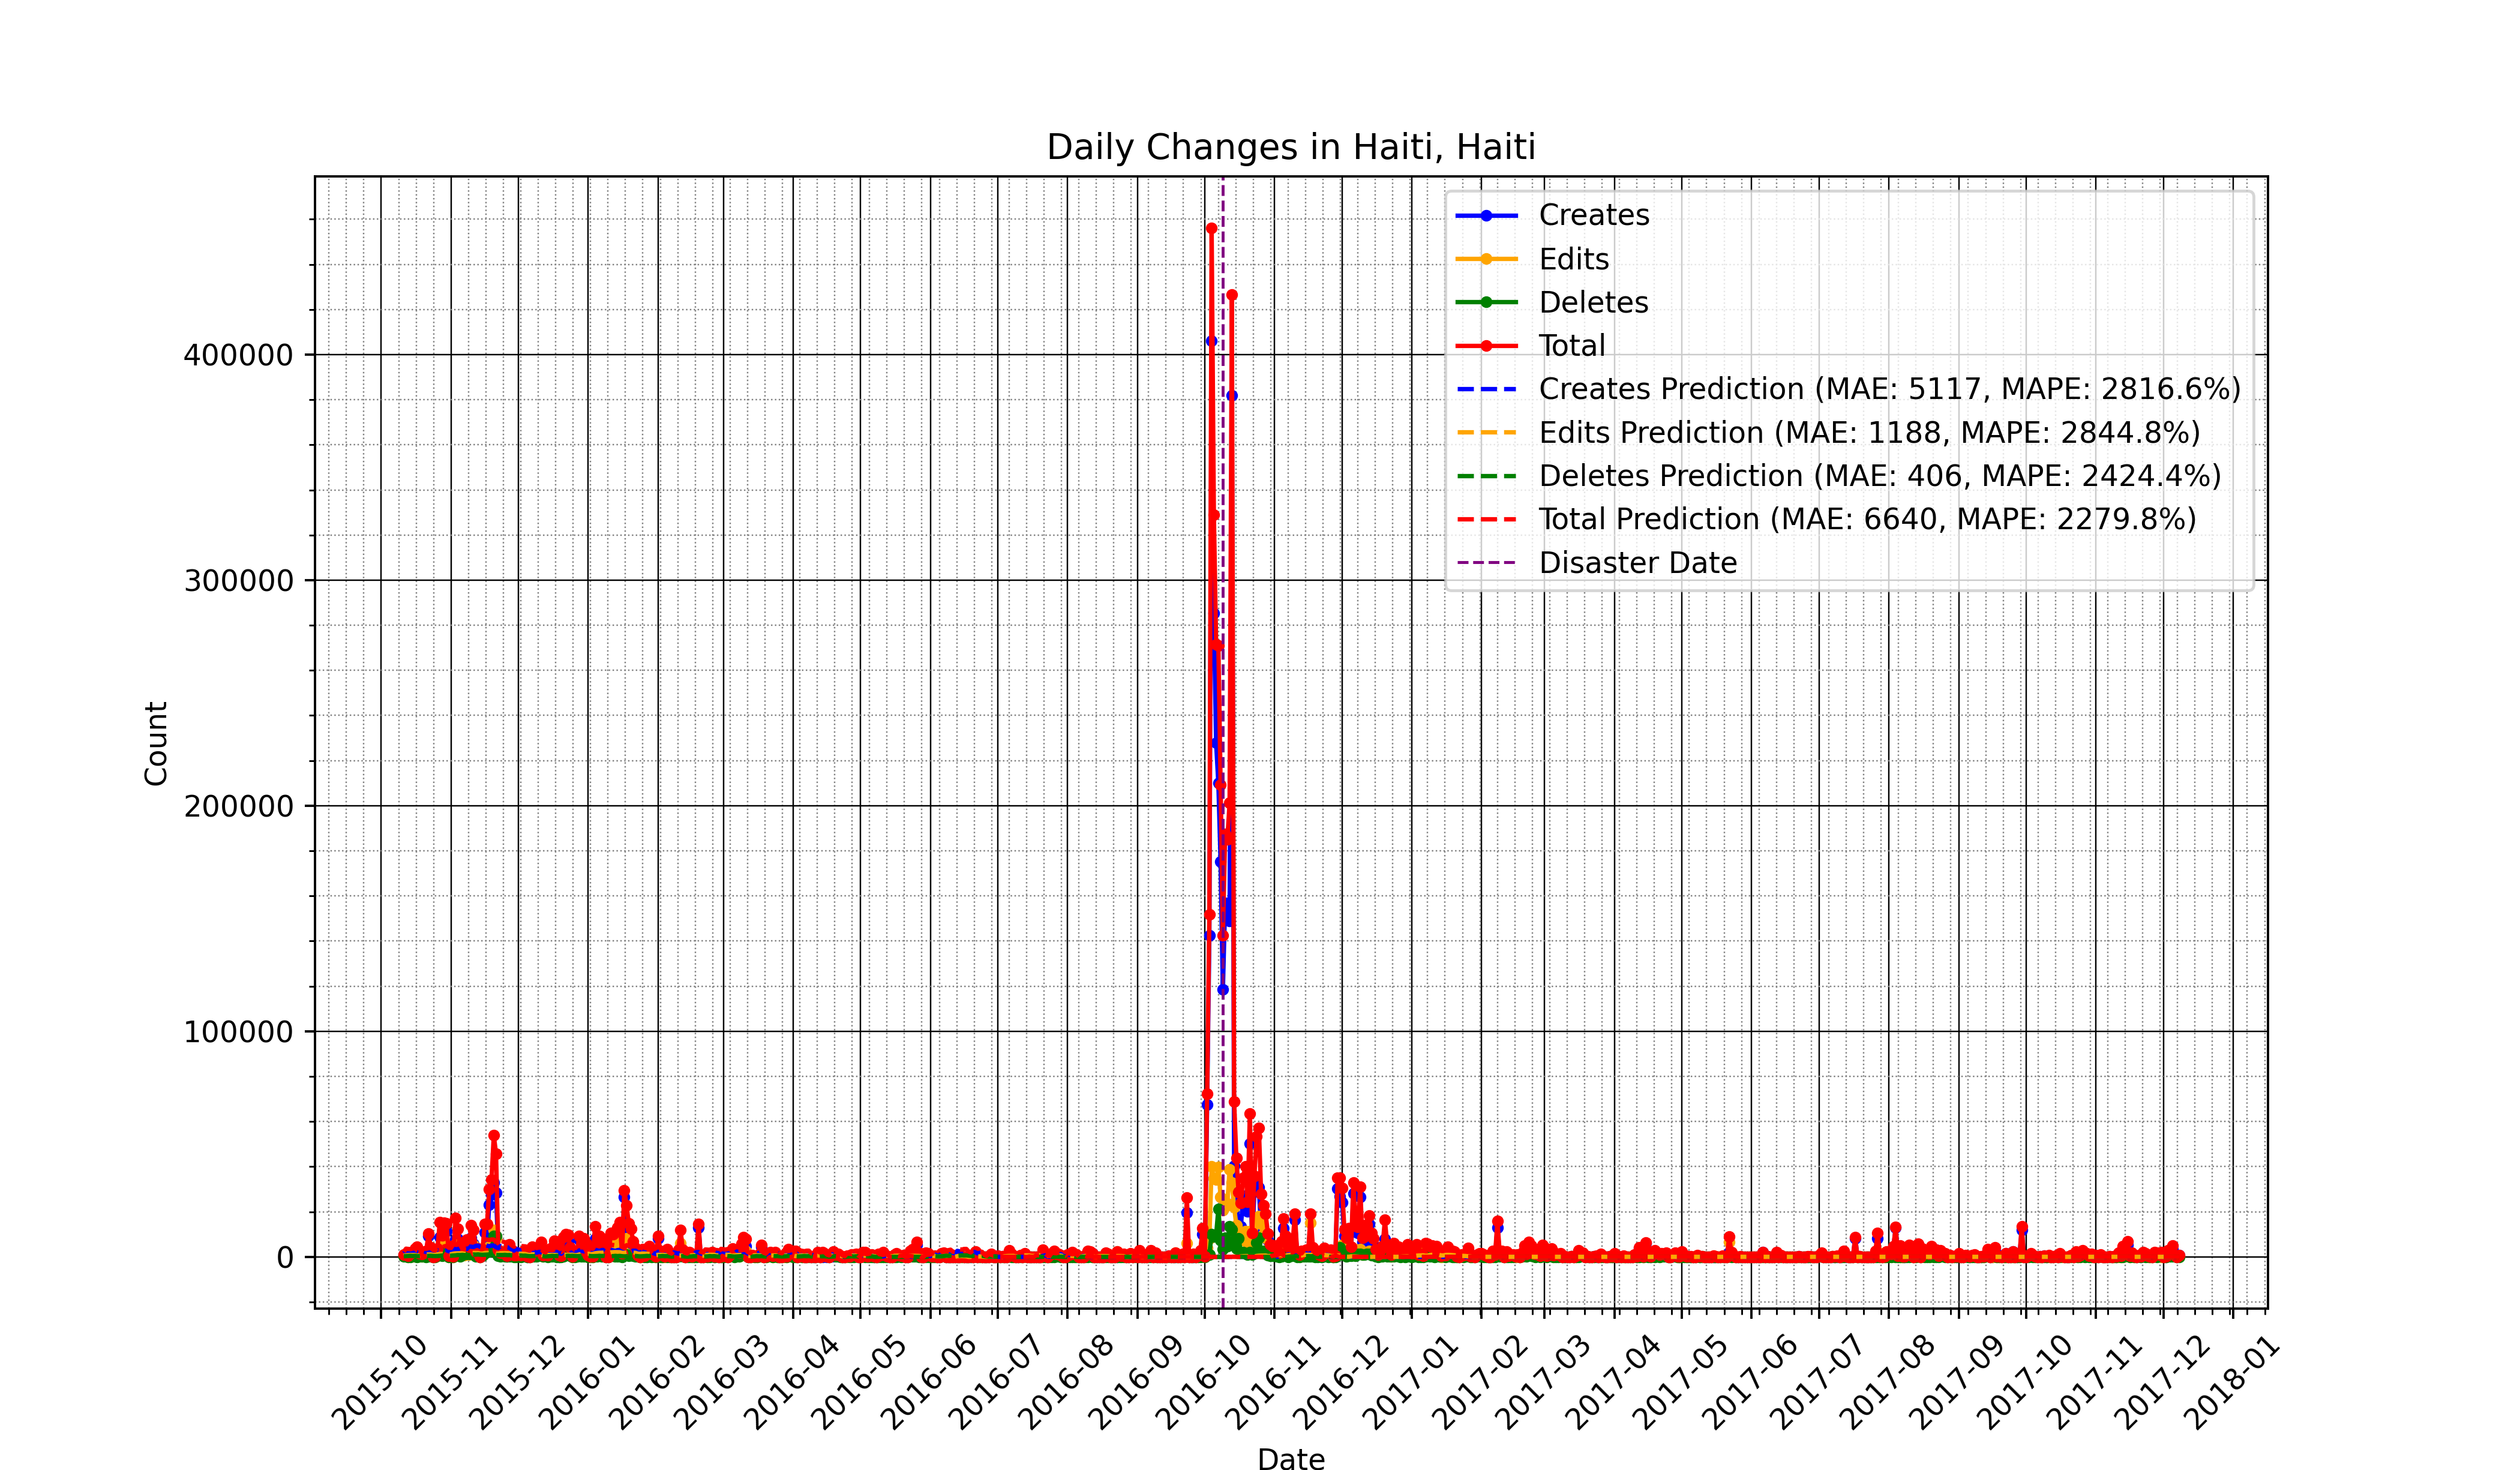 Daily Changes in Haiti, Haiti
Creates
Edits
Deletes
Total
Creates Prediction (MAE: 5117, MAPE: 2816.6%)
Edits Prediction (MAE: 1188, MAPE: 2844.8%)
Deletes Prediction (MAE: 406, MAPE: 2424.4%)
Total Prediction (MAE: 6640, MAPE: 2279.8%)
Disaster Date
Count
400000
300000
200000
100000
0
2015-10
2015-11
2015-12
2016-01
2016-02
2016-03
2016-04
2016-05
2016-06
2016-07
2016-08
2016-09
2016-10
2016-11
2016-12
2017-01
2017-02
2017-03
2017-04
2017-05
2017-06
2017-07
2017-08
2017-09
2017-10
2017-11
2017-12
2018-01
Date